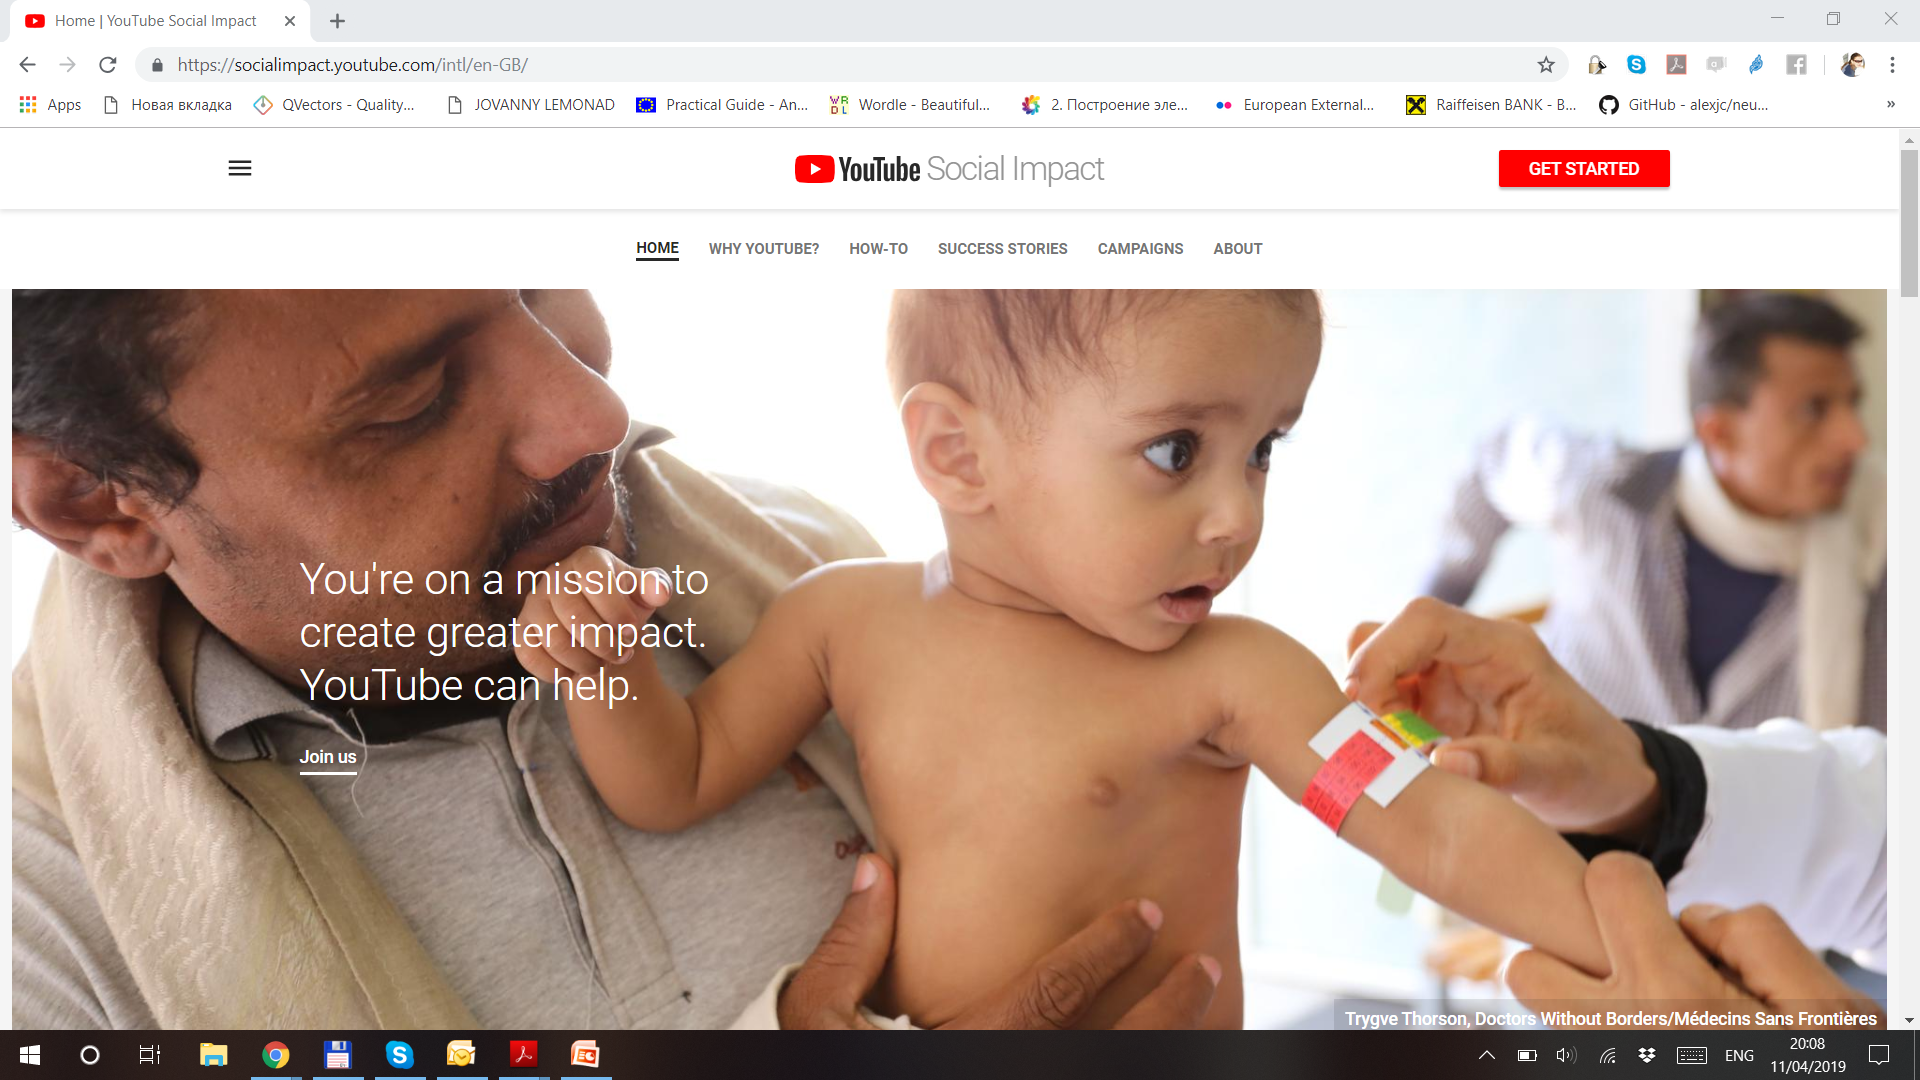 Home | YouTube Social Impact
https://socialimpact.youtube.com/intl/en-GB/
Apps Новая вкладка QVectors - Quality... JOVANNY LEMONAD Practical Guide - An... Wordle - Beautiful... 2. Построение эле... European External... Raiffeisen BANK - B... GitHub - alexjc/neu... »
YouTube Social Impact
GET STARTED
HOME WHY YOUTUBE? HOW-TO SUCCESS STORIES CAMPAIGNS ABOUT
You're on a mission to
create greater impact.
YouTube can help.
Join us
Trygve Thorson, Doctors Without Borders/Médecins Sans Frontières
ENG
20:08
11/04/2019